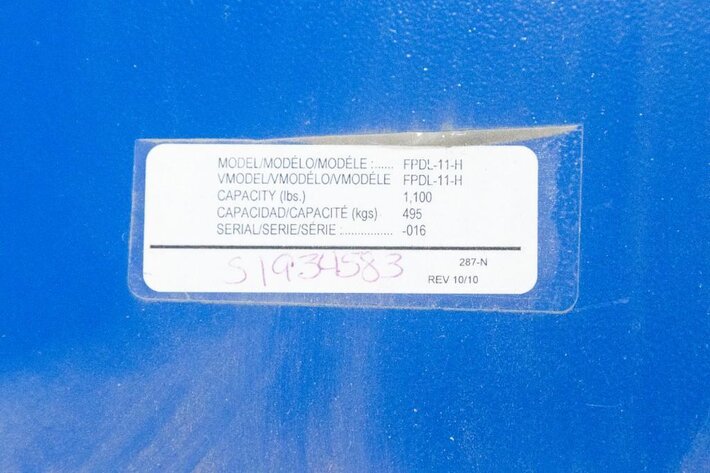 MODEL/MODÉLO/MODÈLE :...... FPDL-11-H
VMODEL/VMODÉLO/VMODÈLE FPDL-11-H
CAPACITY (lbs.) 1,100
CAPACIDAD/CAPACITÉ (kgs) 495
SERIAL/SERIE/SÉRIE :................ -016
S1934583
287-N
REV 10/10